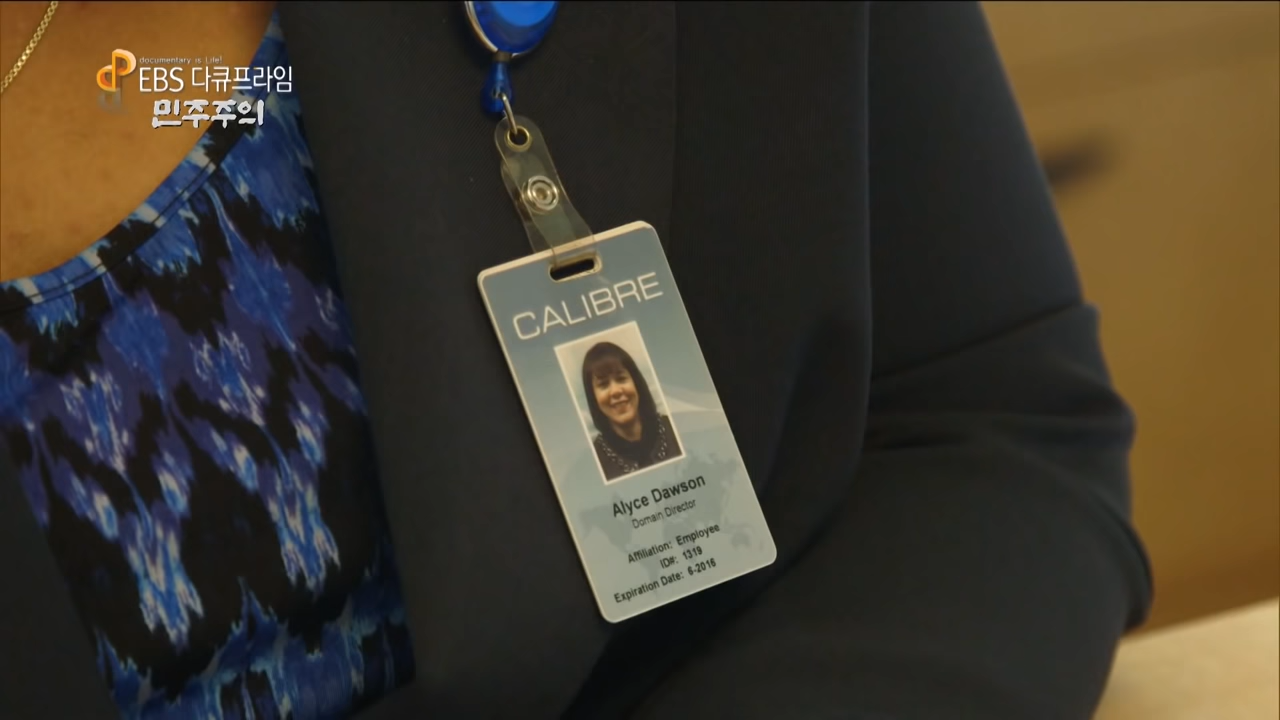 documentary is Life!
EBS 다큐프라임
민주주의
CALIBRE
Alyce Dawson
Domain Director
Affiliation: Employee
ID#: 1319
Expiration Date: 6-2016